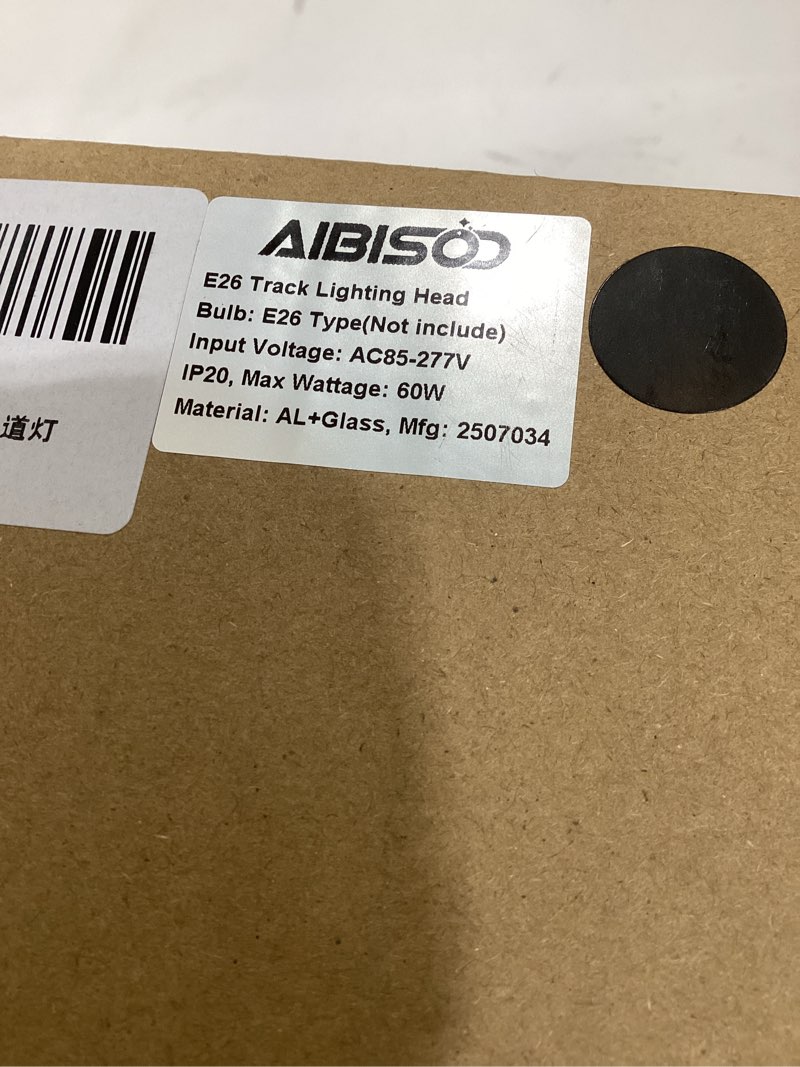 AIBISOO
E26 Track Lighting Head
Bulb: E26 Type(Not include)
Input Voltage: AC85-277V
IP20, Max Wattage: 60W
Material: AL+Glass, Mfg: 2507034
道灯